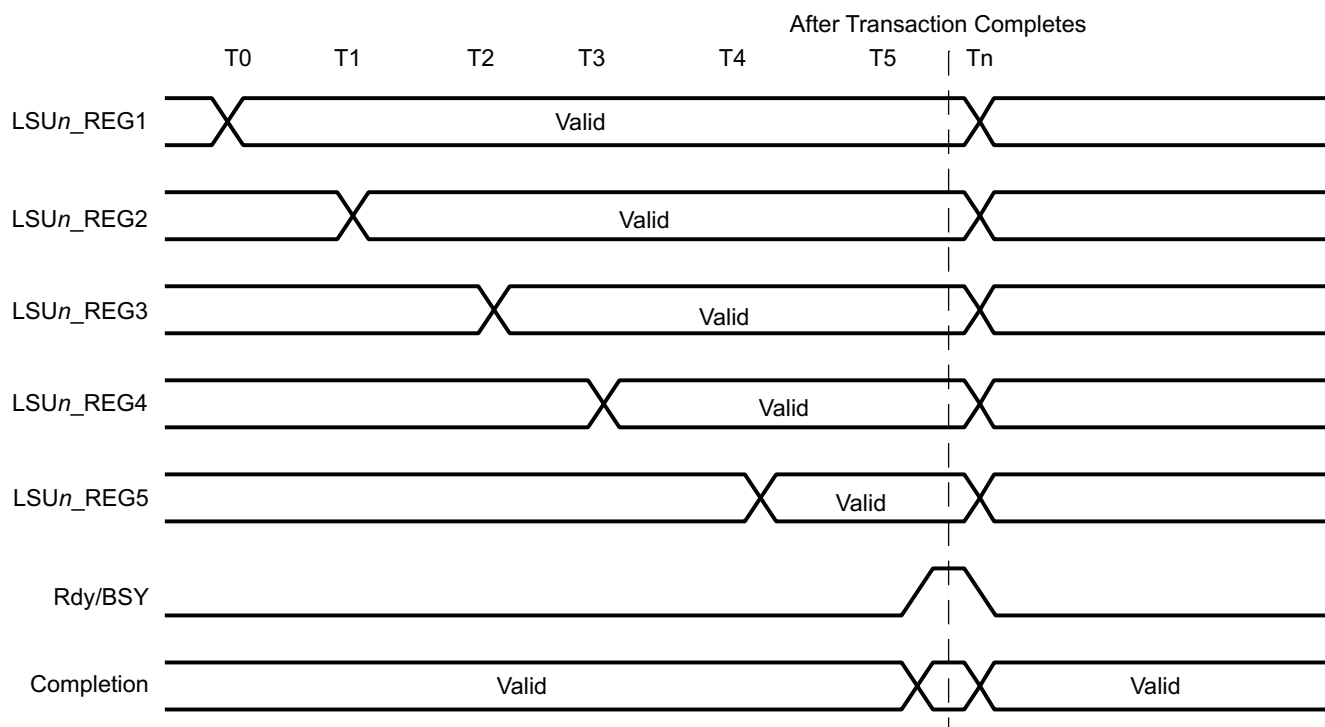 After Transaction Completes
T0 T1 T2 T3 T4 T5 Tn
LSUn_REG1 Valid
LSUn_REG2 Valid
LSUn_REG3 Valid
LSUn_REG4 Valid
LSUn_REG5 Valid
Rdy/BSY
Completion Valid Valid